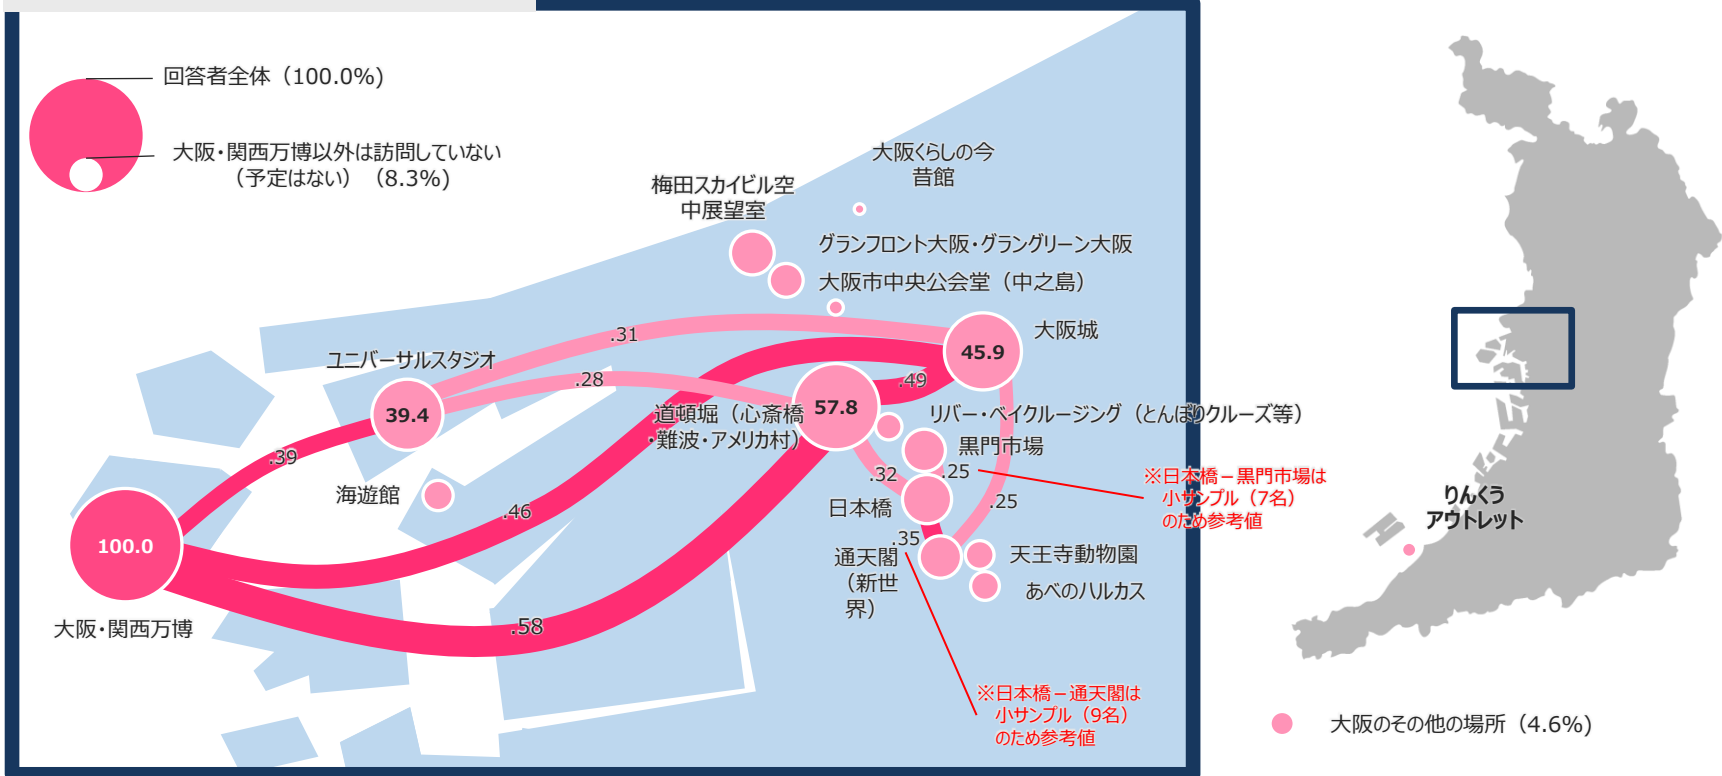 回答者全体（100.0%）
大阪・関西万博以外は訪問していない
（予定はない）（8.3%）
大阪くらしの今
昔館
梅田スカイビル空
中展望室
グランフロント大阪・グラングリーン大阪
大阪市中央公会堂（中之島）
大阪城
.31
45.9
ユニバーサルスタジオ
.28
.49
39.4
57.8
道頓堀（心斎橋
・難波・アメリカ村）
リバー・ベイクルージング（とんぼりクルーズ等）
黒門市場
.39
.32
.25
※日本橋－黒門市場は
小サンプル（7名）
のため参考値
海遊館
.46
日本橋
.25
りんくう
アウトレット
100.0
.35
通天閣
（新世
界）
天王寺動物園
あべのハルカス
大阪・関西万博
.58
※日本橋－通天閣は
小サンプル（9名）
のため参考値
大阪のその他の場所（4.6%）